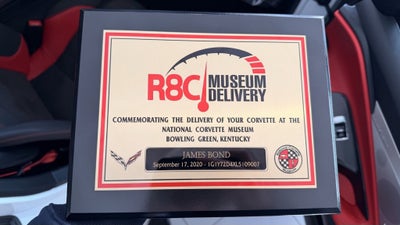 R8C MUSEUM
DELIVERY
COMMEMORATING THE DELIVERY OF YOUR CORVETTE AT THE
NATIONAL CORVETTE MUSEUM
BOWLING GREEN, KENTUCKY
JAMES BOND
September 17, 2020 - 1G1Y72D4XL5109007